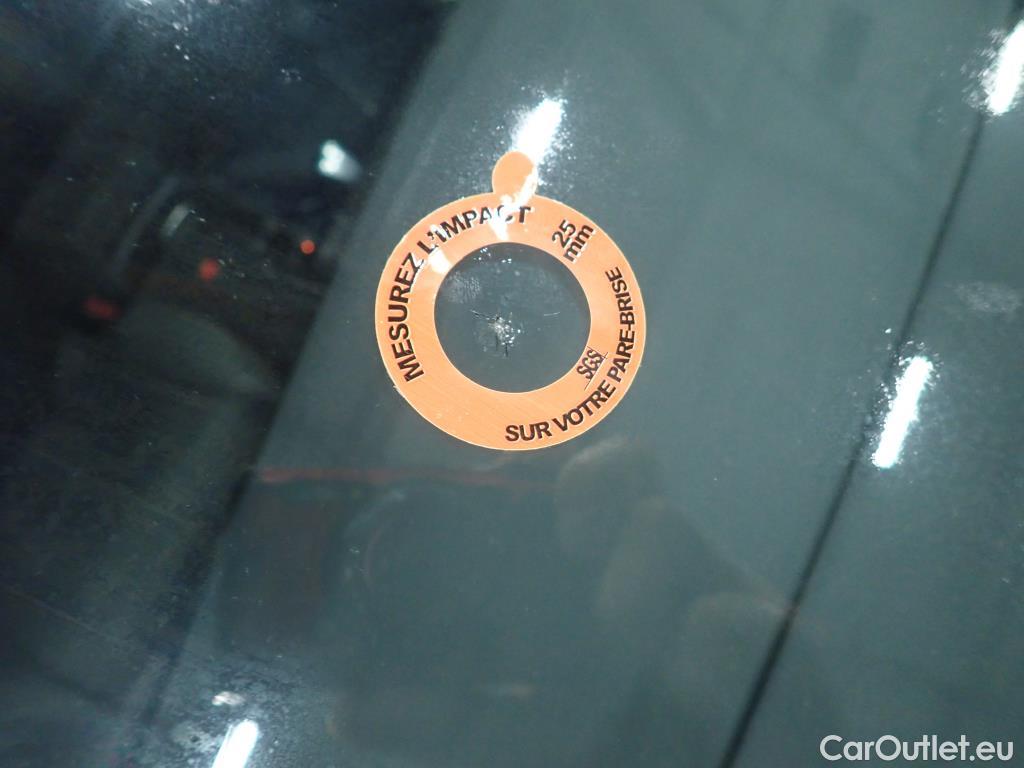 MESUREZ L'IMPACT
25
mm
SUR VOTRE PARE-BRISE
SGS
CarOutlet.eu